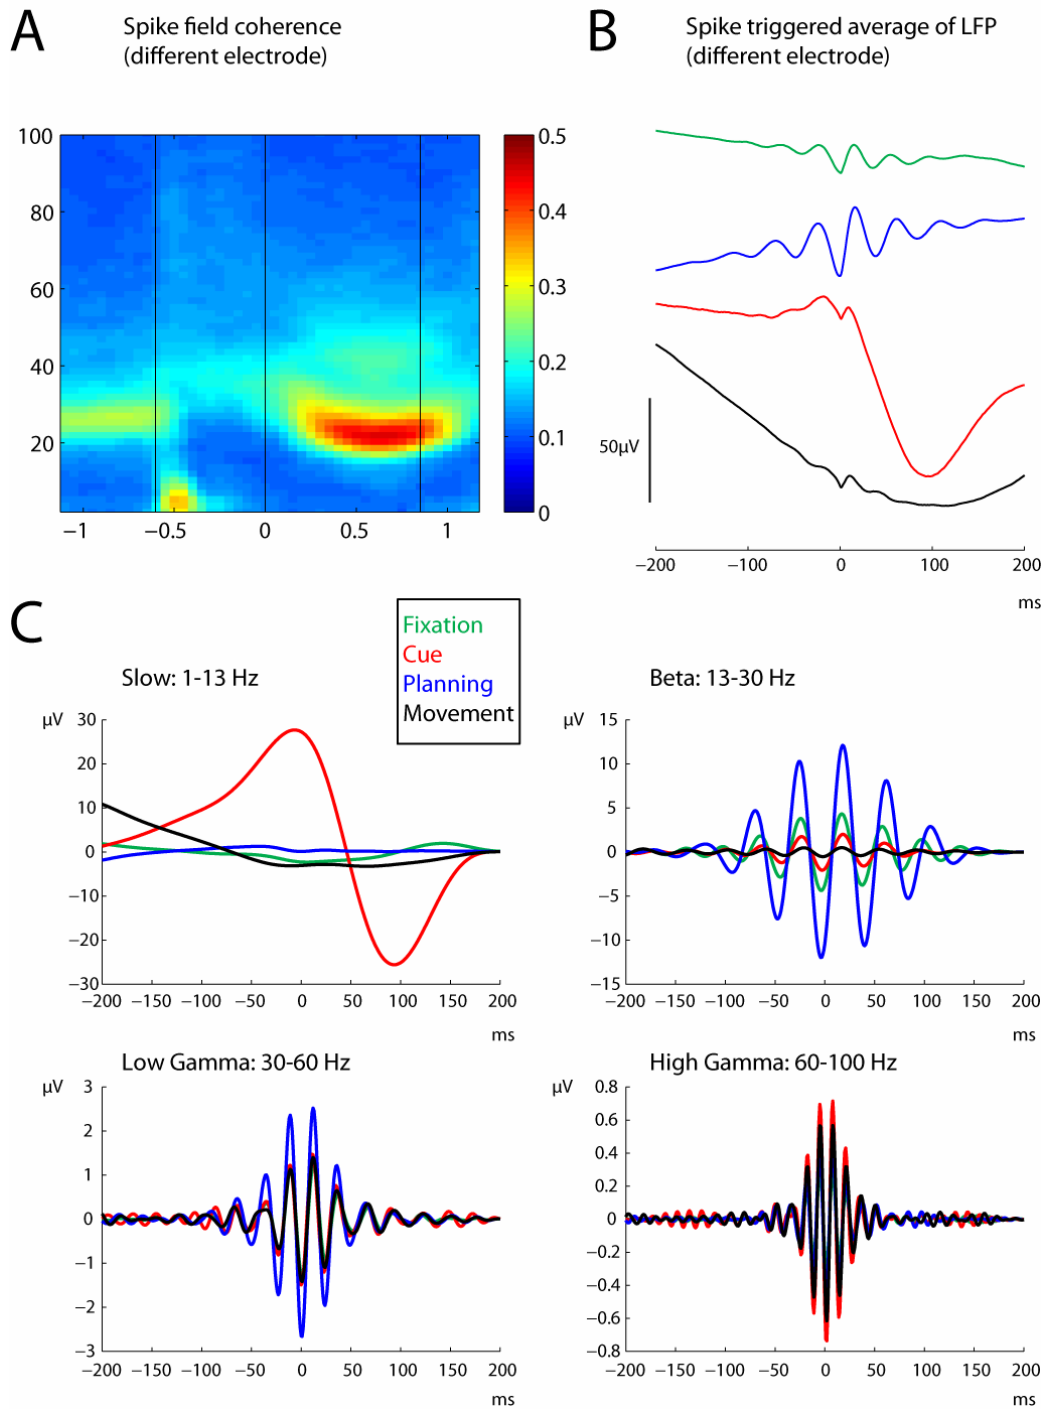 A
Spike field coherence
(different electrode)
B
Spike triggered average of LFP
(different electrode)
100
80
60
40
20
−1
−0.5
0
0.5
1
0.5
0.4
0.3
0.2
0.1
0
50µV
−200
−100
0
100
200
ms
C
Fixation
Cue
Planning
Movement
Slow: 1-13 Hz
µV
30
20
10
0
−10
−20
−30
−200 −150 −100 −50 0 50 100 150 200
ms
Beta: 13-30 Hz
µV
15
10
5
0
−5
−10
−15
−200 −150 −100 −50 0 50 100 150 200
ms
Low Gamma: 30-60 Hz
µV
3
2
1
0
−1
−2
−3
−200 −150 −100 −50 0 50 100 150 200
ms
High Gamma: 60-100 Hz
µV
0.8
0.6
0.4
0.2
0
−0.2
−0.4
−0.6
−0.8
−200 −150 −100 −50 0 50 100 150 200
ms